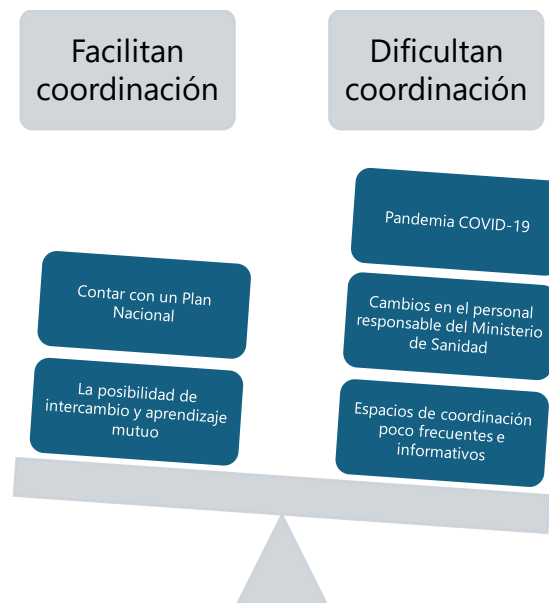 Facilitan
coordinación
Dificultan
coordinación
Contar con un Plan
Nacional
La posibilidad de
intercambio y aprendizaje
mutuo
Pandemia COVID-19
Cambios en el personal
responsable del Ministerio
de Sanidad
Espacios de coordinación
poco frecuentes e
informativos